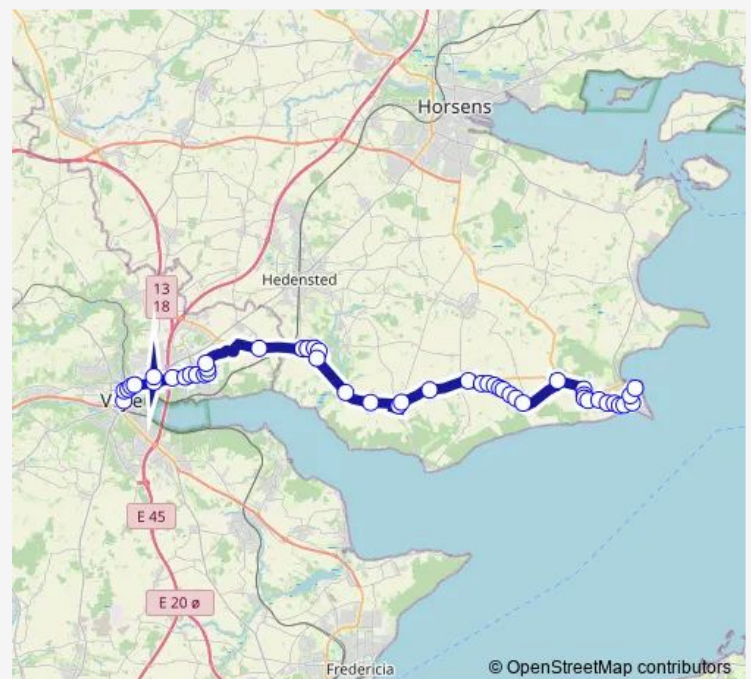 Horsens
Hedensted
13
18
E 45
E 20 ø
Fredericia
© OpenStreetMap contributors